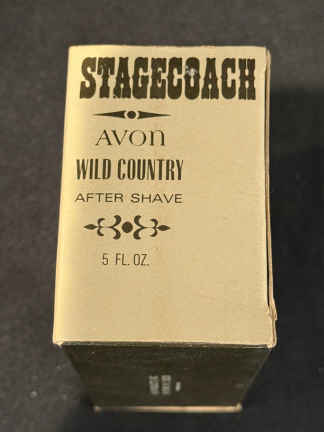 STAGECOACH
AVON
WILD COUNTRY
AFTER SHAVE
5 FL. OZ.